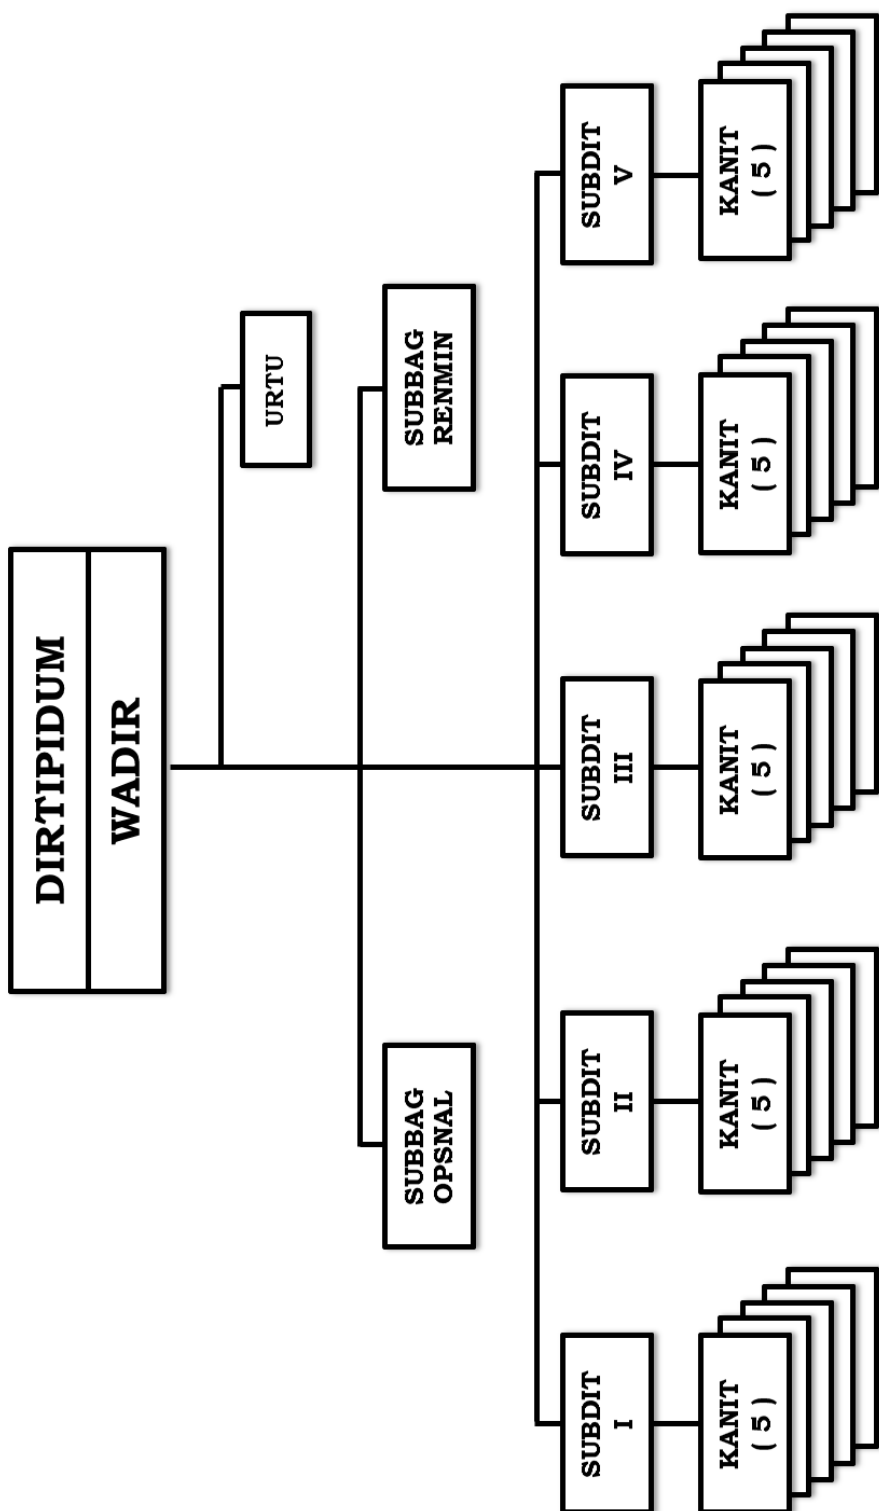 DIRTIPIDUM
WADIR
URTU
SUBBAG
OPSNAL
SUBBAG
RENMIN
SUBDIT
I
SUBDIT
II
SUBDIT
III
SUBDIT
IV
SUBDIT
V
KANIT
(5)
KANIT
(5)
KANIT
(5)
KANIT
(5)
KANIT
(5)